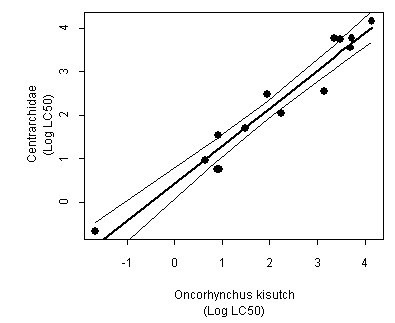 Centrarchidae
(Log LC50)
4
3
2
1
0
-1 0 1 2 3 4
Oncorhynchus kisutch
(Log LC50)